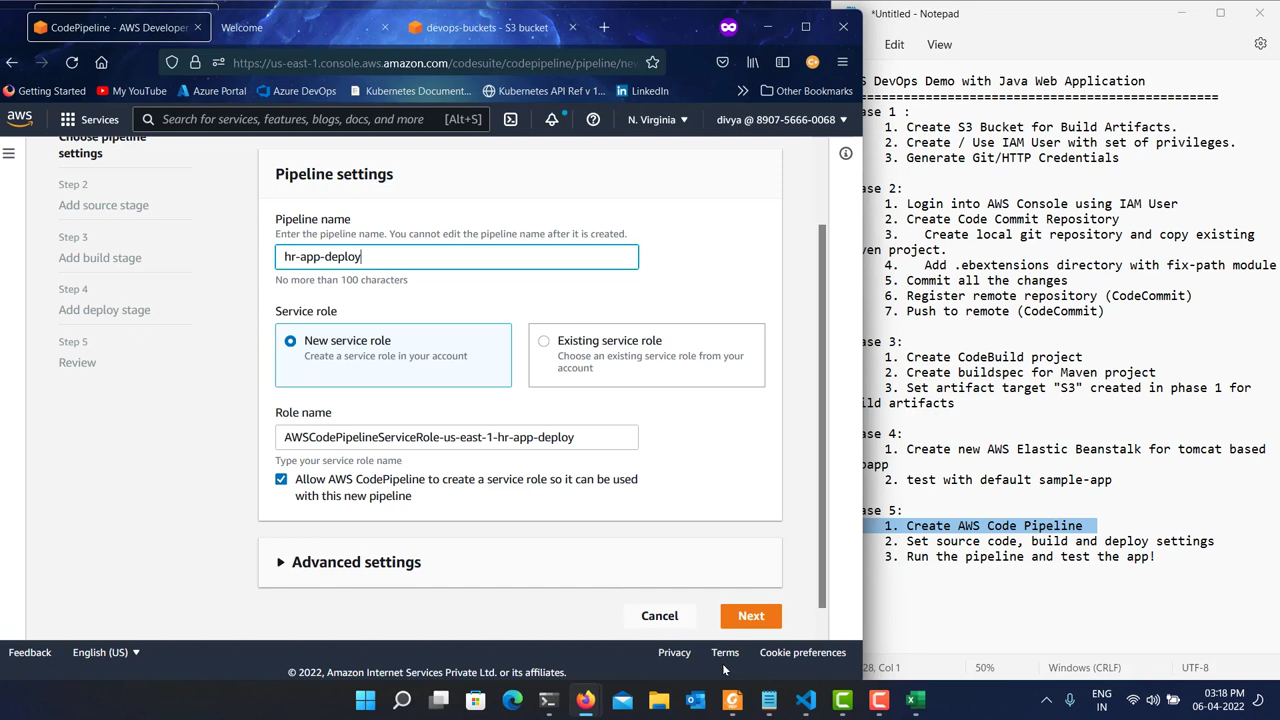 CodePipeline - AWS Developer
Welcome
devops-buckets - S3 bucket
https://us-east-1.console.aws.amazon.com/codesuite/codepipeline/pipeline/new
Getting Started
My YouTube
Azure Portal
Azure DevOps
Kubernetes Document...
Kubernetes API Ref v 1...
LinkedIn
Other Bookmarks
aws
Services
Search for services, features, blogs, docs, and more
[Alt+S]
N. Virginia
divya @ 8907-5666-0068
Choose pipeline
settings
Step 2
Add source stage
Step 3
Add build stage
Step 4
Add deploy stage
Step 5
Review
Pipeline settings
Pipeline name
Enter the pipeline name. You cannot edit the pipeline name after it is created.
hr-app-deploy
No more than 100 characters
Service role
New service role
Create a service role in your account
Existing service role
Choose an existing service role from your
account
Role name
AWSCodePipelineServiceRole-us-east-1-hr-app-deploy
Type your service role name
Allow AWS CodePipeline to create a service role so it can be used
with this new pipeline
Advanced settings
Cancel
Next
Feedback
English (US)
Privacy
Terms
Cookie preferences
© 2022, Amazon Internet Services Private Ltd. or its affiliates.
*Untitled - Notepad
Edit
View
S DevOps Demo with Java Web Application
==========================================
ase 1 :
1. Create S3 Bucket for Build Artifacts.
2. Create / Use IAM User with set of privileges.
3. Generate Git/HTTP Credentials
ase 2:
1. Login into AWS Console using IAM User
2. Create Code Commit Repository
3. Create local git repository and copy existing
ven project.
4. Add .ebextensions directory with fix-path module
5. Commit all the changes
6. Register remote repository (CodeCommit)
7. Push to remote (CodeCommit)
ase 3:
1. Create CodeBuild project
2. Create buildspec for Maven project
3. Set artifact target "S3" created in phase 1 for
ild artifacts
ase 4:
1. Create new AWS Elastic Beanstalk for tomcat based
app
2. test with default sample-app
ase 5:
1. Create AWS Code Pipeline
2. Set source code, build and deploy settings
3. Run the pipeline and test the app!
28, Col 1
50%
Windows (CRLF)
UTF-8
ENG
IN
03:18 PM
06-04-2022